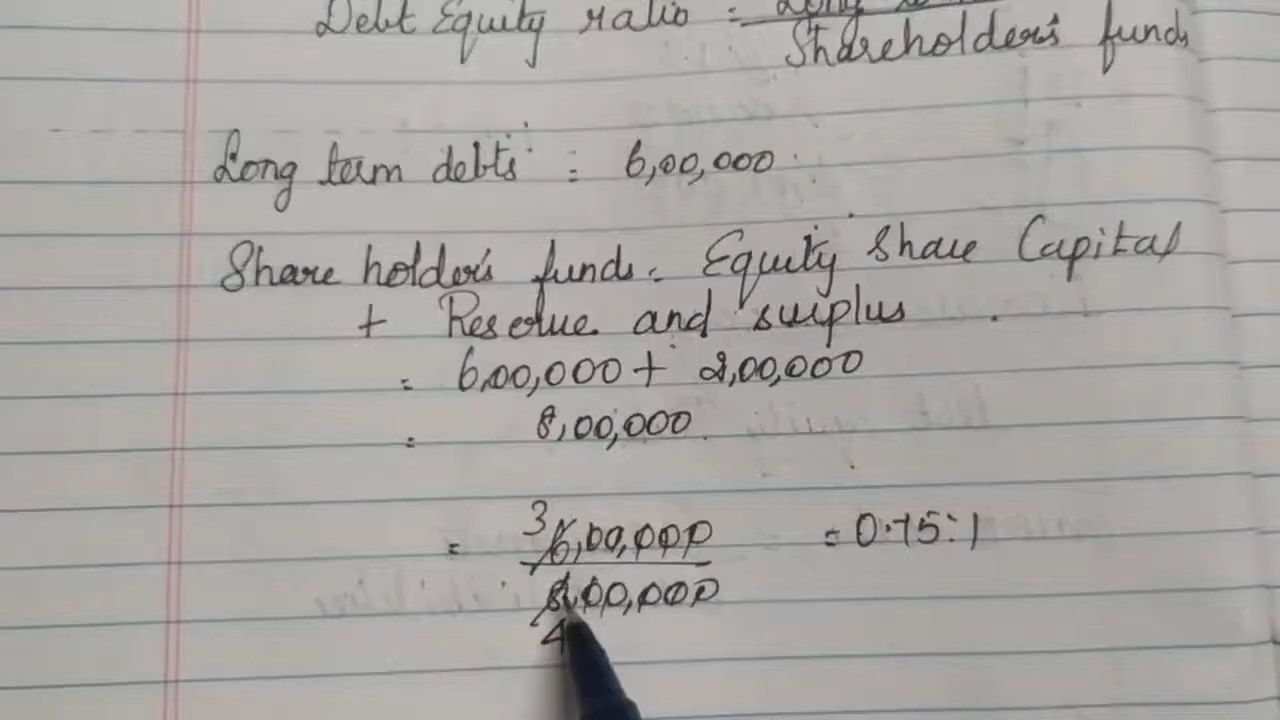 Debt Equity ratio = Long
Shareholder's funds
Long term debts = 6,00,000
Share holder's funds = Equity share Capital
+ Reserve and surplus
= 6,00,000 + 2,00,000
= 8,00,000
= 3 6,00,000 = 0.75:1
8,00,000
4